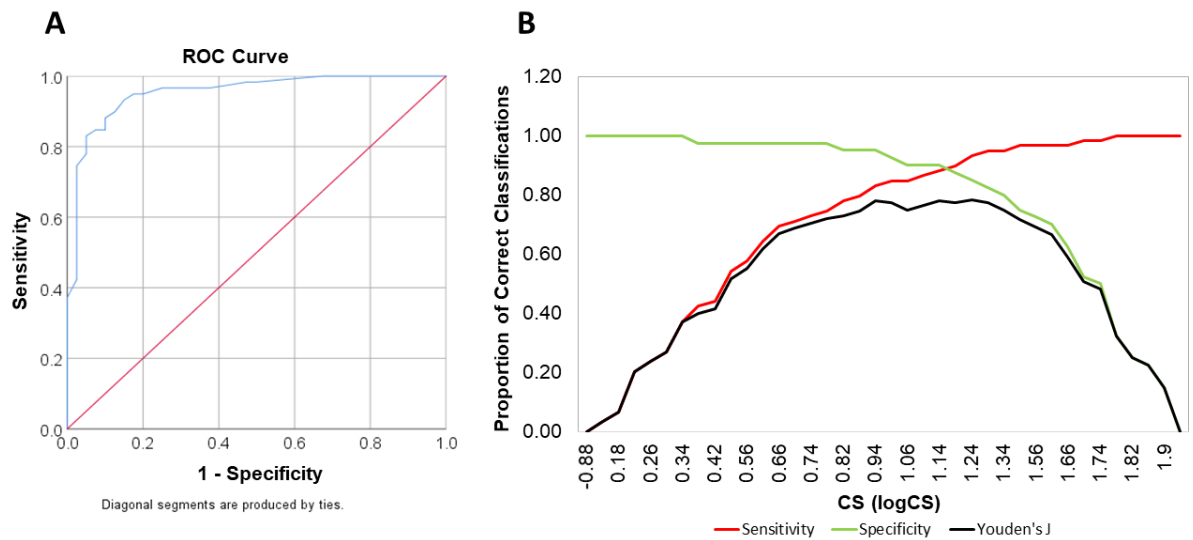 A
ROC Curve
Sensitivity
1.0
0.8
0.6
0.4
0.2
0.0
0.0 0.2 0.4 0.6 0.8 1.0
1 - Specificity
Diagonal segments are produced by ties.
B
Proportion of Correct Classifications
1.20
1.00
0.80
0.60
0.40
0.20
0.00
-0.88 0.18 0.26 0.34 0.42 0.56 0.66 0.74 0.82 0.94 1.06 1.14 1.24 1.34 1.56 1.66 1.74 1.82 1.9
CS (logCS)
Sensitivity Specificity Youden's J